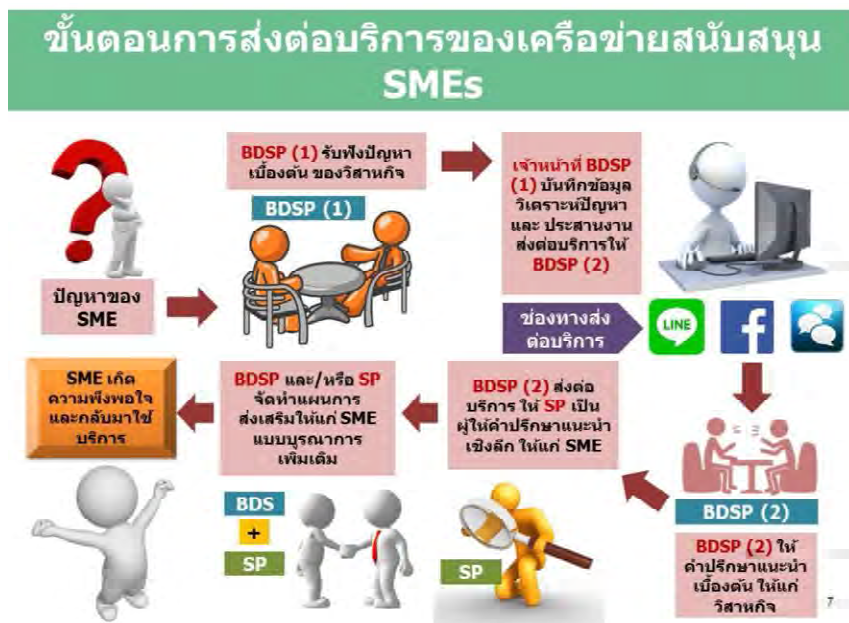 ขั้นตอนการส่งต่อบริการของเครือข่ายสนับสนุน
SMEs
ปัญหาของ
SME
BDSP (1) รับฟังปัญหา
เบื้องต้น ของวิสาหกิจ
BDSP (1)
เจ้าหน้าที่ BDSP
(1) บันทึกข้อมูล
วิเคราะห์ปัญหา
และ ประสานงาน
ส่งต่อบริการให้
BDSP (2)
ช่องทางส่ง
ต่อบริการ
LINE
f
BDSP (2)
BDSP (2) ให้
คำปรึกษาแนะนำ
เบื้องต้น ให้แก่
วิสาหกิจ
BDSP (2) ส่งต่อ
บริการ ให้ SP เป็น
ผู้ให้คำปรึกษาแนะนำ
เชิงลึก ให้แก่ SME
SP
BDSP และ/หรือ SP
จัดทำแผนการ
ส่งเสริมให้แก่ SME
แบบบูรณาการ
เพิ่มเติม
BDS
+
SP
SME เกิด
ความพึงพอใจ
และกลับมาใช้
บริการ
7